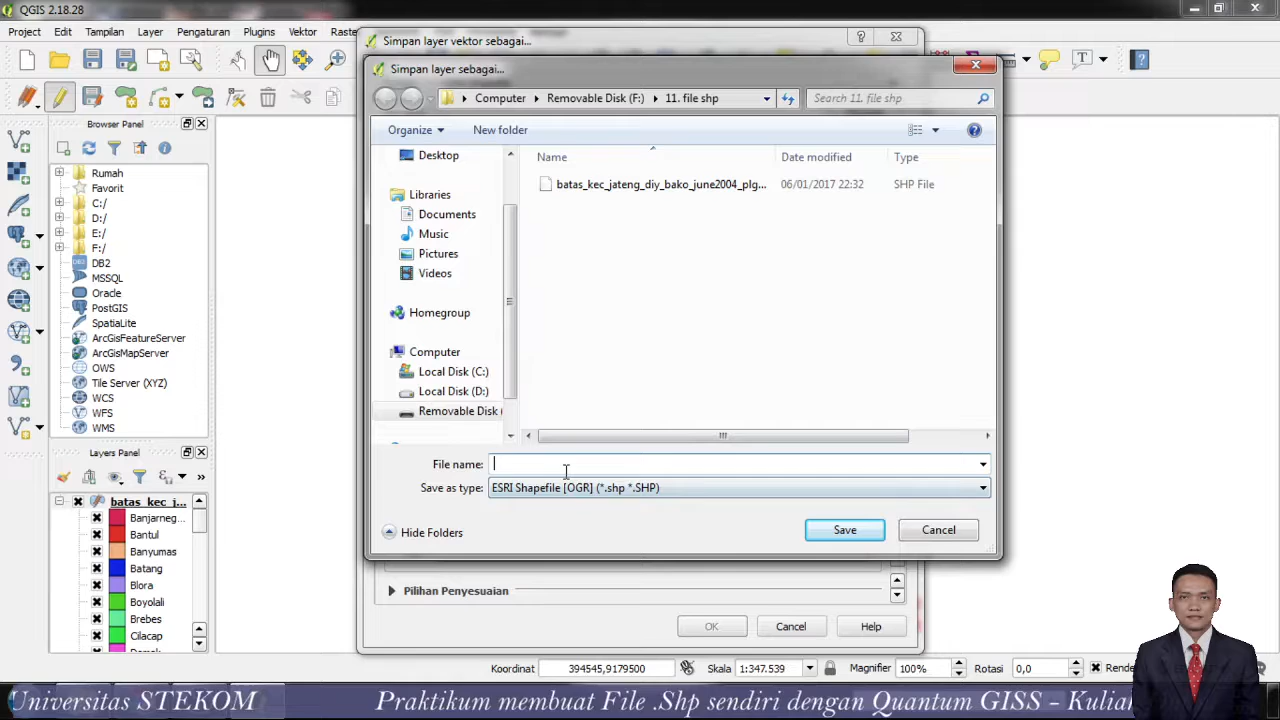 QGIS 2.18.28
Project Edit Tampilan Layer Pengaturan Plugins Vektor Raste
Simpan layer vektor sebagai...
Simpan layer sebagai...
Computer Removable Disk (F:) 11. file shp
Search 11. file shp
Organize New folder
Browser Panel
Rumah
Favorit
C:/
D:/
E:/
F:/
DB2
MSSQL
Oracle
PostGIS
SpatiaLite
ArcGisFeatureServer
ArcGisMapServer
OWS
Tile Server (XYZ)
WCS
WFS
WMS
Desktop
Libraries
Documents
Music
Pictures
Videos
Homegroup
Computer
Local Disk (C:)
Local Disk (D:)
Removable Disk (
Name Date modified Type
batas_kec_jateng_diy_bako_june2004_plg... 06/01/2017 22:32 SHP File
File name:
Save as type: ESRI Shapefile [OGR] (*.shp *.SHP)
Hide Folders
Save Cancel
Layers Panel
batas_kec_j...
Banjarneg...
Bantul
Banyumas
Batang
Blora
Boyolali
Brebes
Cilacap
Pilihan Penyesuaian
OK Cancel Help
Koordinat 394545,9179500 Skala 1:347.539 Magnifier 100% Rotasi 0,0 Rende
Universitas STEKOM Praktikum membuat File .Shp sendiri dengan Quantum GISS - Kuliah